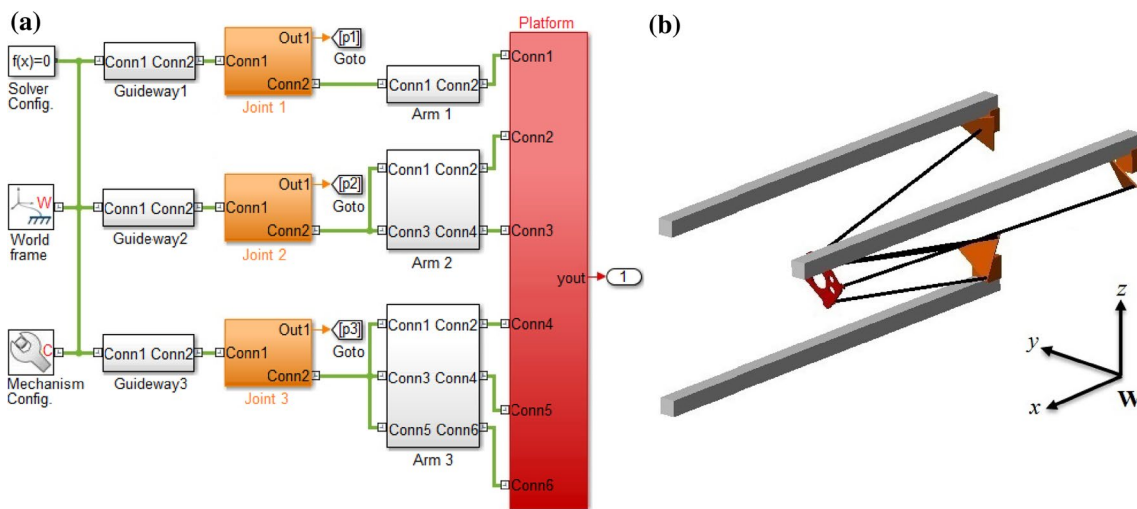 (a)
Platform
f(x)=0
Solver
Config.
Conn1 Conn2
Guideway1
Out1
Conn1
Conn2
Joint 1
[p1]
Goto
Conn1 Conn2
Arm 1
Conn1
Conn2
W
World
frame
Conn1 Conn2
Guideway2
Out1
Conn1
Conn2
Joint 2
[p2]
Goto
Conn1 Conn2
Conn3 Conn4
Arm 2
Conn3
yout
1
C
Mechanism
Config.
Conn1 Conn2
Guideway3
Out1
Conn1
Conn2
Joint 3
[p3]
Goto
Conn1 Conn2
Conn3 Conn4
Conn5 Conn6
Arm 3
Conn4
Conn5
Conn6
(b)
z
y
x
W